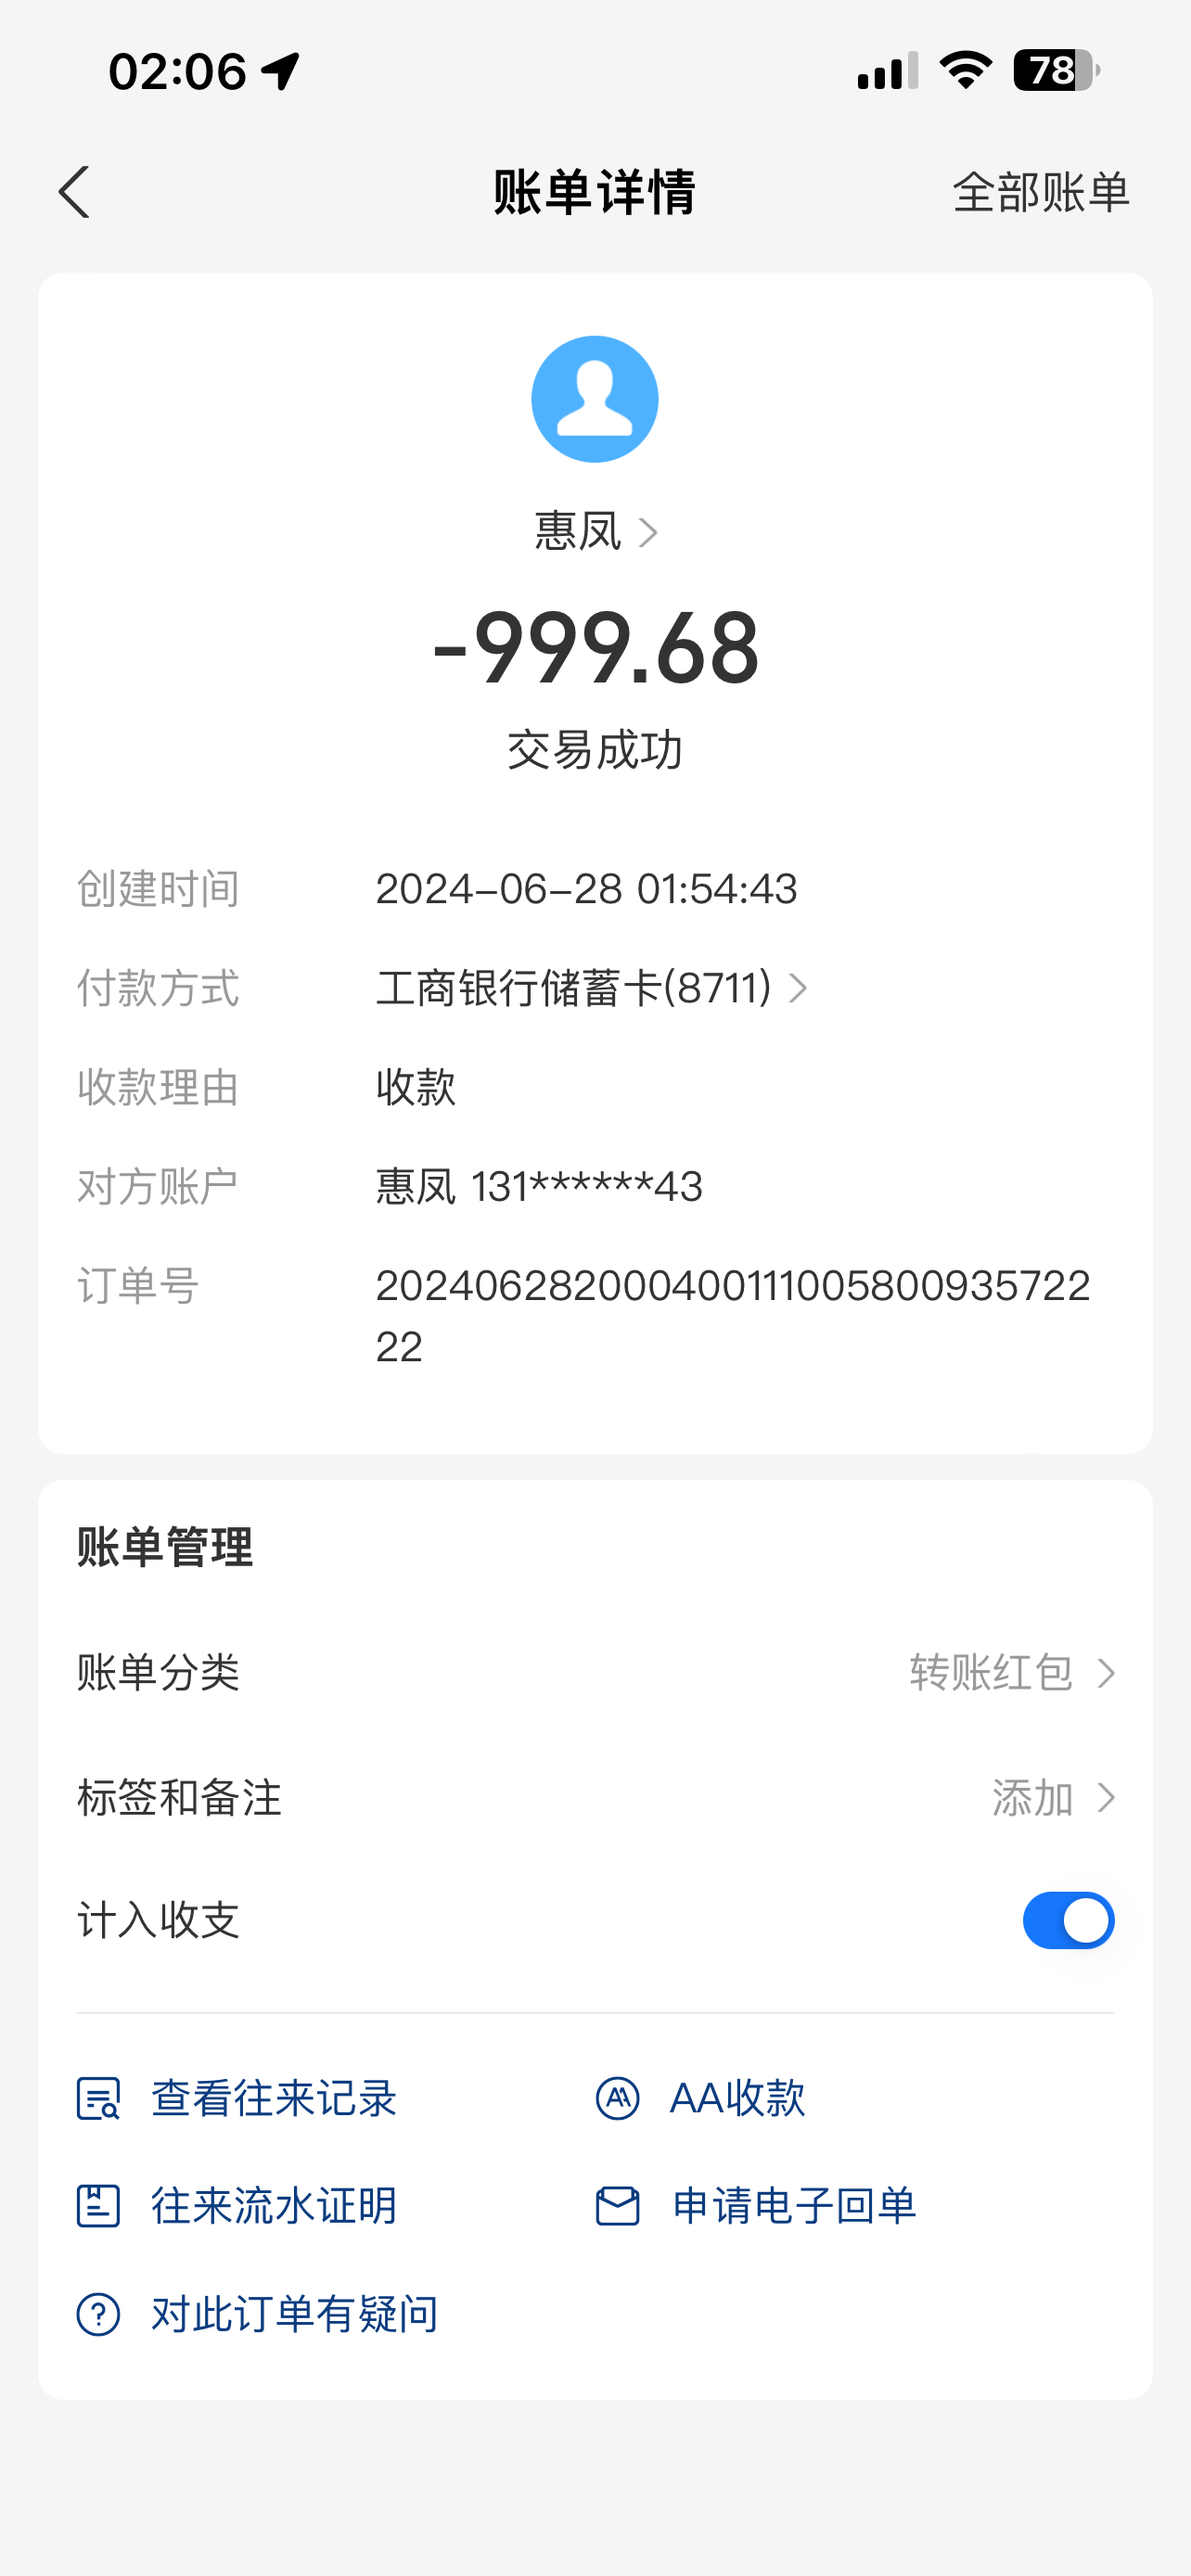 02:06
78
账单详情
全部账单
惠凤
-999.68
交易成功
创建时间 2024-06-28 01:54:43
付款方式 工商银行储蓄卡(8711)
收款理由 收款
对方账户 惠凤 131******43
订单号 202406282000400111005800935722
22
账单管理
账单分类 转账红包
标签和备注 添加
计入收支
查看往来记录 AA收款
往来流水证明 申请电子回单
对此订单有疑问